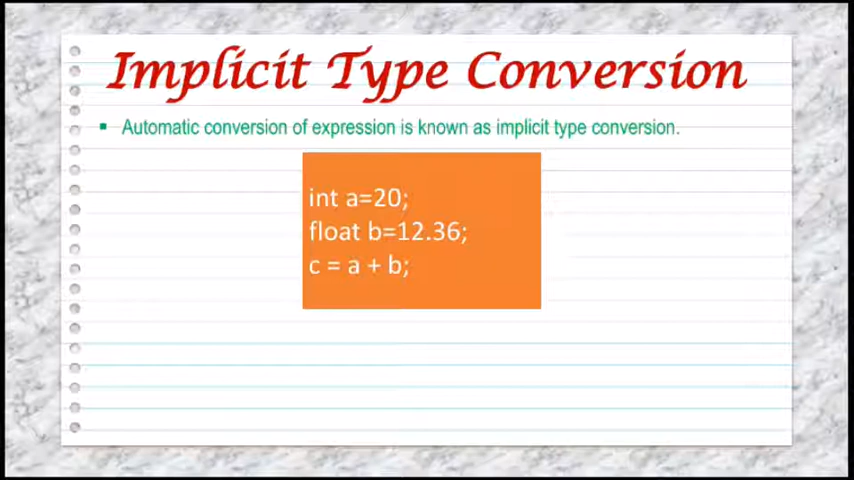 Implicit Type Conversion
▪ Automatic conversion of expression is known as implicit type conversion.
int a=20;
float b=12.36;
c = a + b;